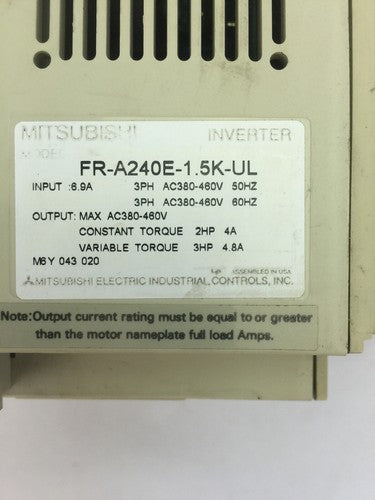 MITSUBISHI INVERTER
MODEL
FR-A240E-1.5K-UL
INPUT :6.9A 3PH AC380-460V 50HZ
3PH AC380-460V 60HZ
OUTPUT: MAX AC380-460V
CONSTANT TORQUE 2HP 4A
VARIABLE TORQUE 3HP 4.8A
M6Y 043 020
ASSEMBLED IN USA
MITSUBISHI ELECTRIC INDUSTRIAL CONTROLS, INC.
Note:Output current rating must be equal to or greater
than the motor nameplate full load Amps.